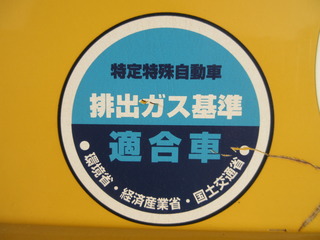 特定特殊自動車
排出ガス基準
適合車
・環境省・経済産業省・国土交通省・